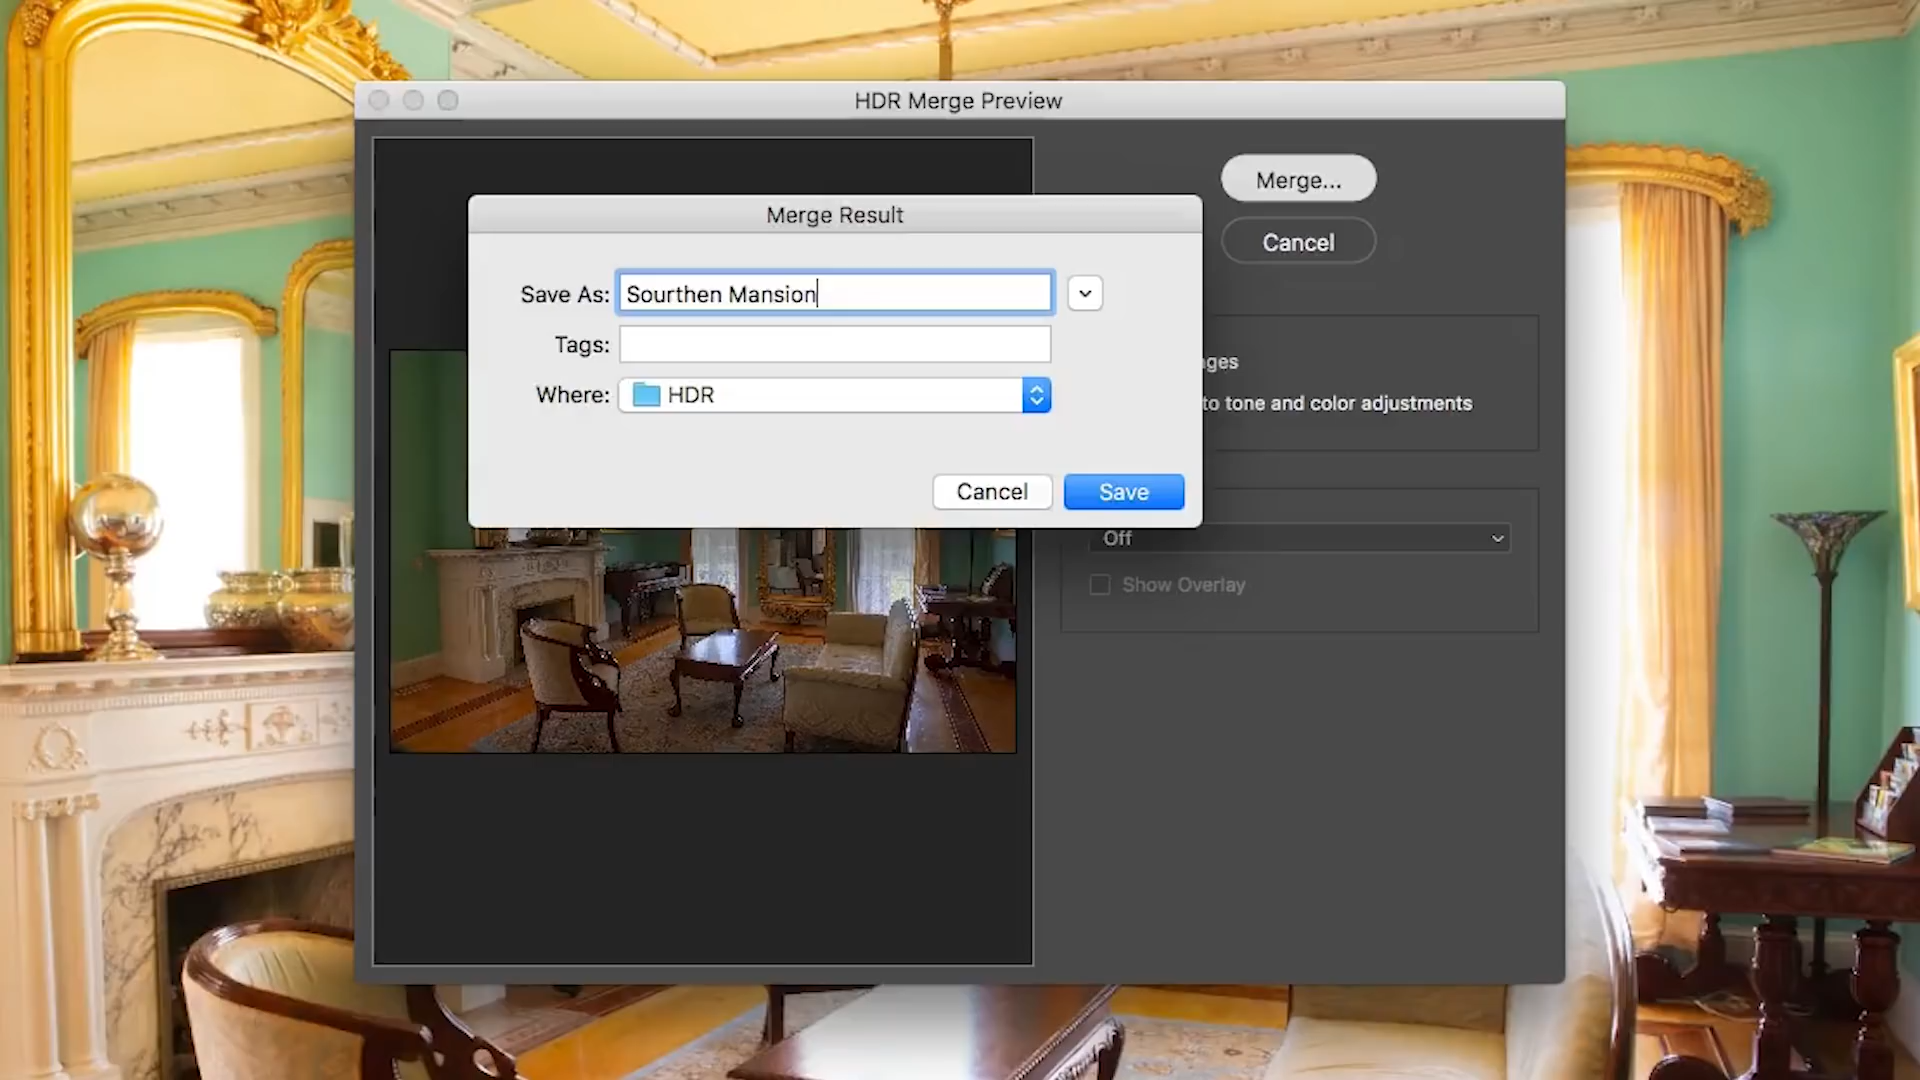 HDR Merge Preview
Merge...
Cancel
Merge Result
Save As: Sourthen Mansion
Tags:
Where: HDR
Cancel Save
to tone and color adjustments
Off
Show Overlay